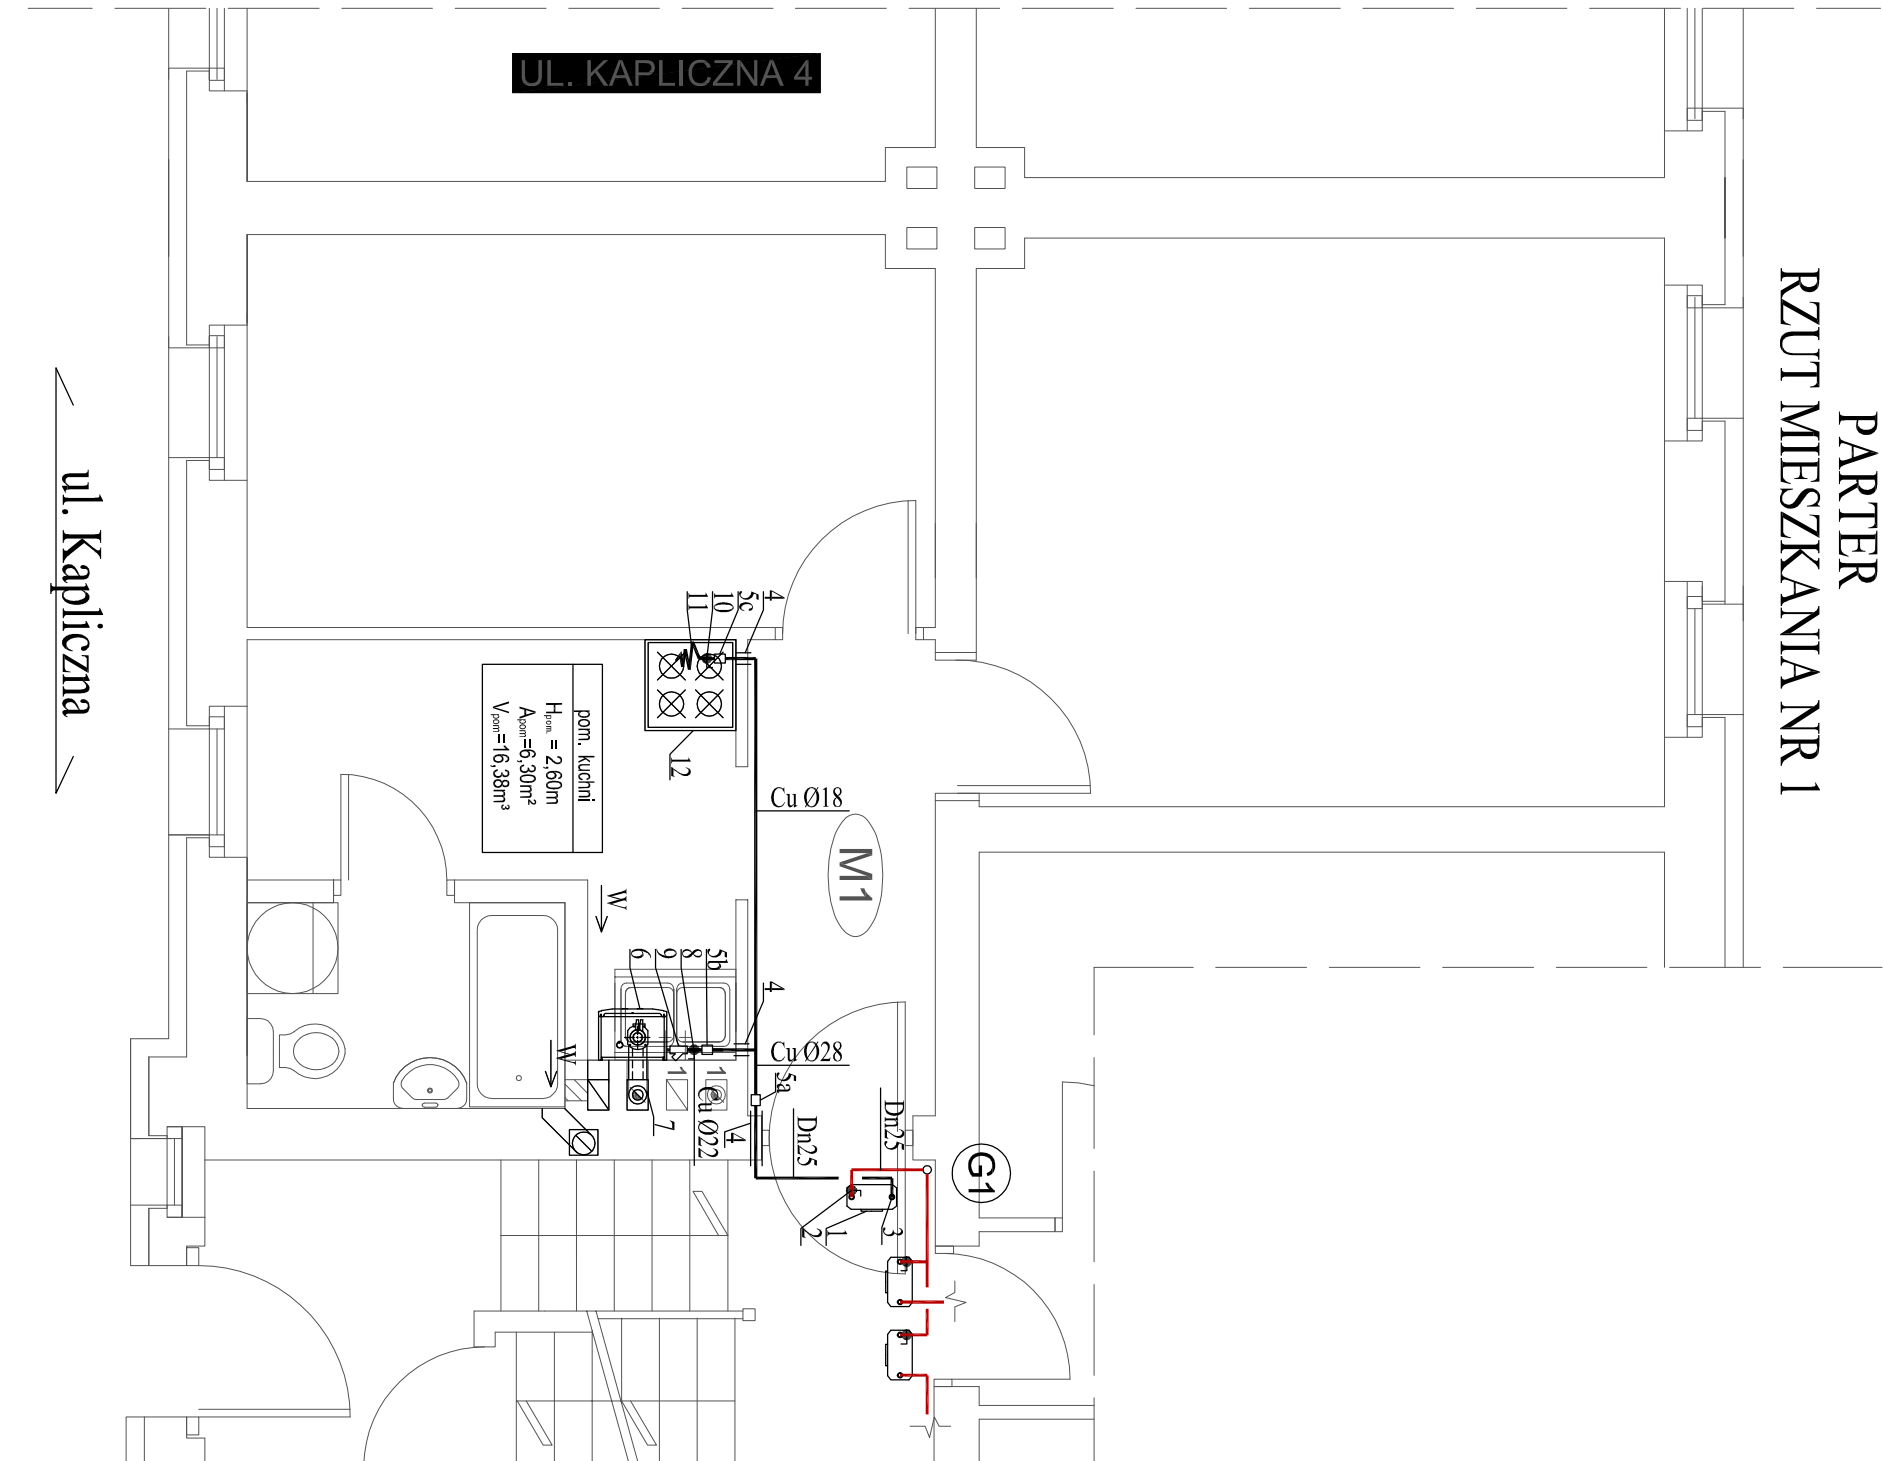 UL. KAPLICZNA 4
PARTER
RZUT MIESZKANIA NR 1
ul. Kapliczna
4
5c
10
11
12
pom. kuchni
Hpom. = 2,60m
Apom=6,30m²
Vpom=16,38m³
Cu Ø18
M1
W
5b
8
9
6
4
W
Cu Ø28
5a
1
1
Cu Ø22
7
4
Dn25
Dn25
G1
3
1
2